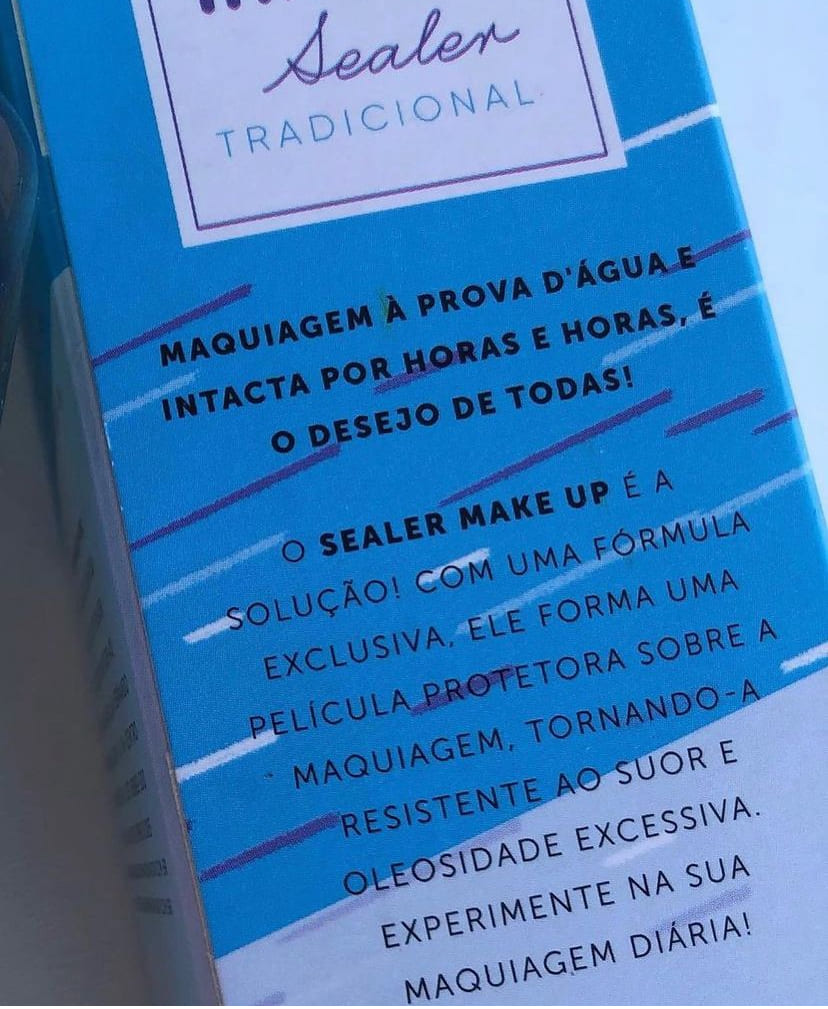 Sealer
TRADICIONAL
MAQUIAGEM À PROVA D'ÁGUA E
INTACTA POR HORAS E HORAS, É
O DESEJO DE TODAS!
O SEALER MAKE UP É A
SOLUÇÃO! COM UMA FÓRMULA
EXCLUSIVA, ELE FORMA UMA
PELÍCULA PROTETORA SOBRE A
MAQUIAGEM, TORNANDO-A
RESISTENTE AO SUOR E
OLEOSIDADE EXCESSIVA.
EXPERIMENTE NA SUA
MAQUIAGEM DIÁRIA!